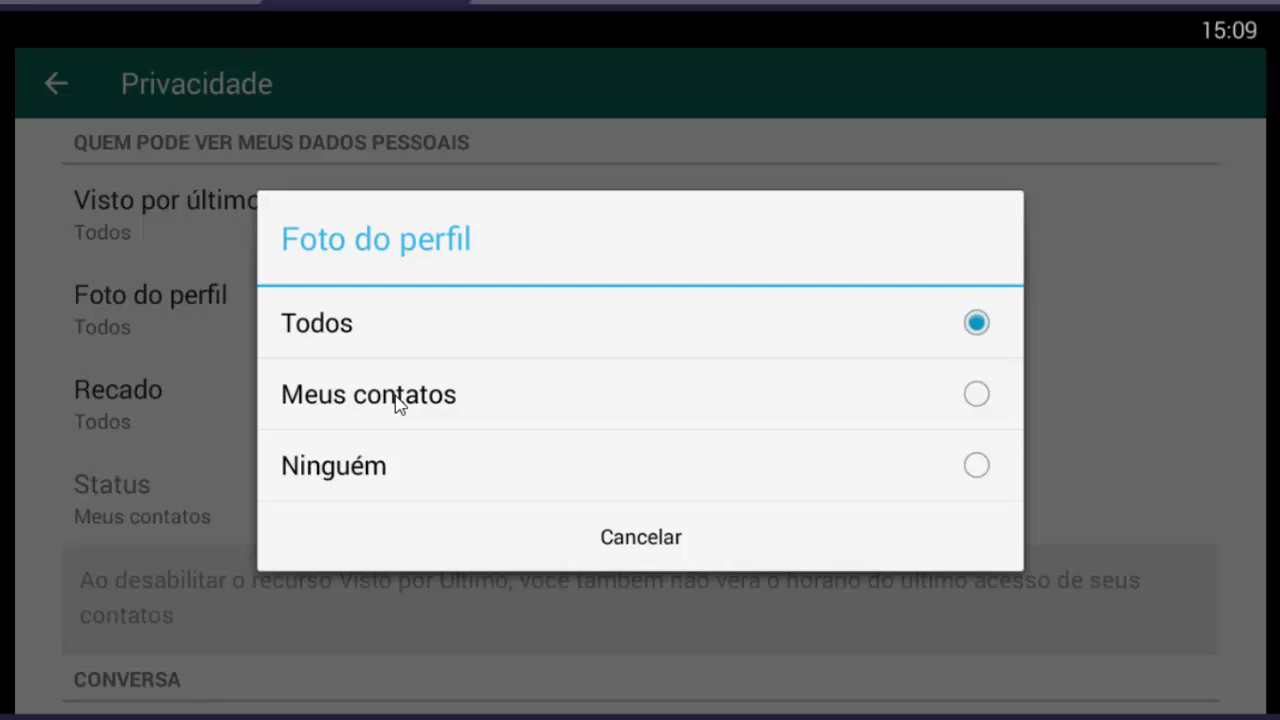 15:09
Privacidade
QUEM PODE VER MEUS DADOS PESSOAIS
Visto por último
Todos
Foto do perfil
Todos
Recado
Todos
Status
Meus contatos
Foto do perfil
Todos
Meus contatos
Ninguém
Cancelar
Ao desabilitar o recurso Visto por Último, você também não verá o horário do último acesso de seus
contatos
CONVERSA